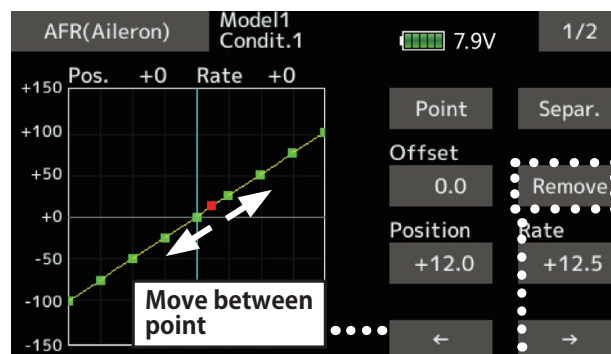 AFR(Aileron)
Model1
Condit.1
7.9V
1/2
Pos. +0 Rate +0
+150
+100
+50
+0
-50
-100
-150
Point
Separ.
Offset
0.0
Remove
Position
Rate
+12.0
+12.5
←
→
Move between
point